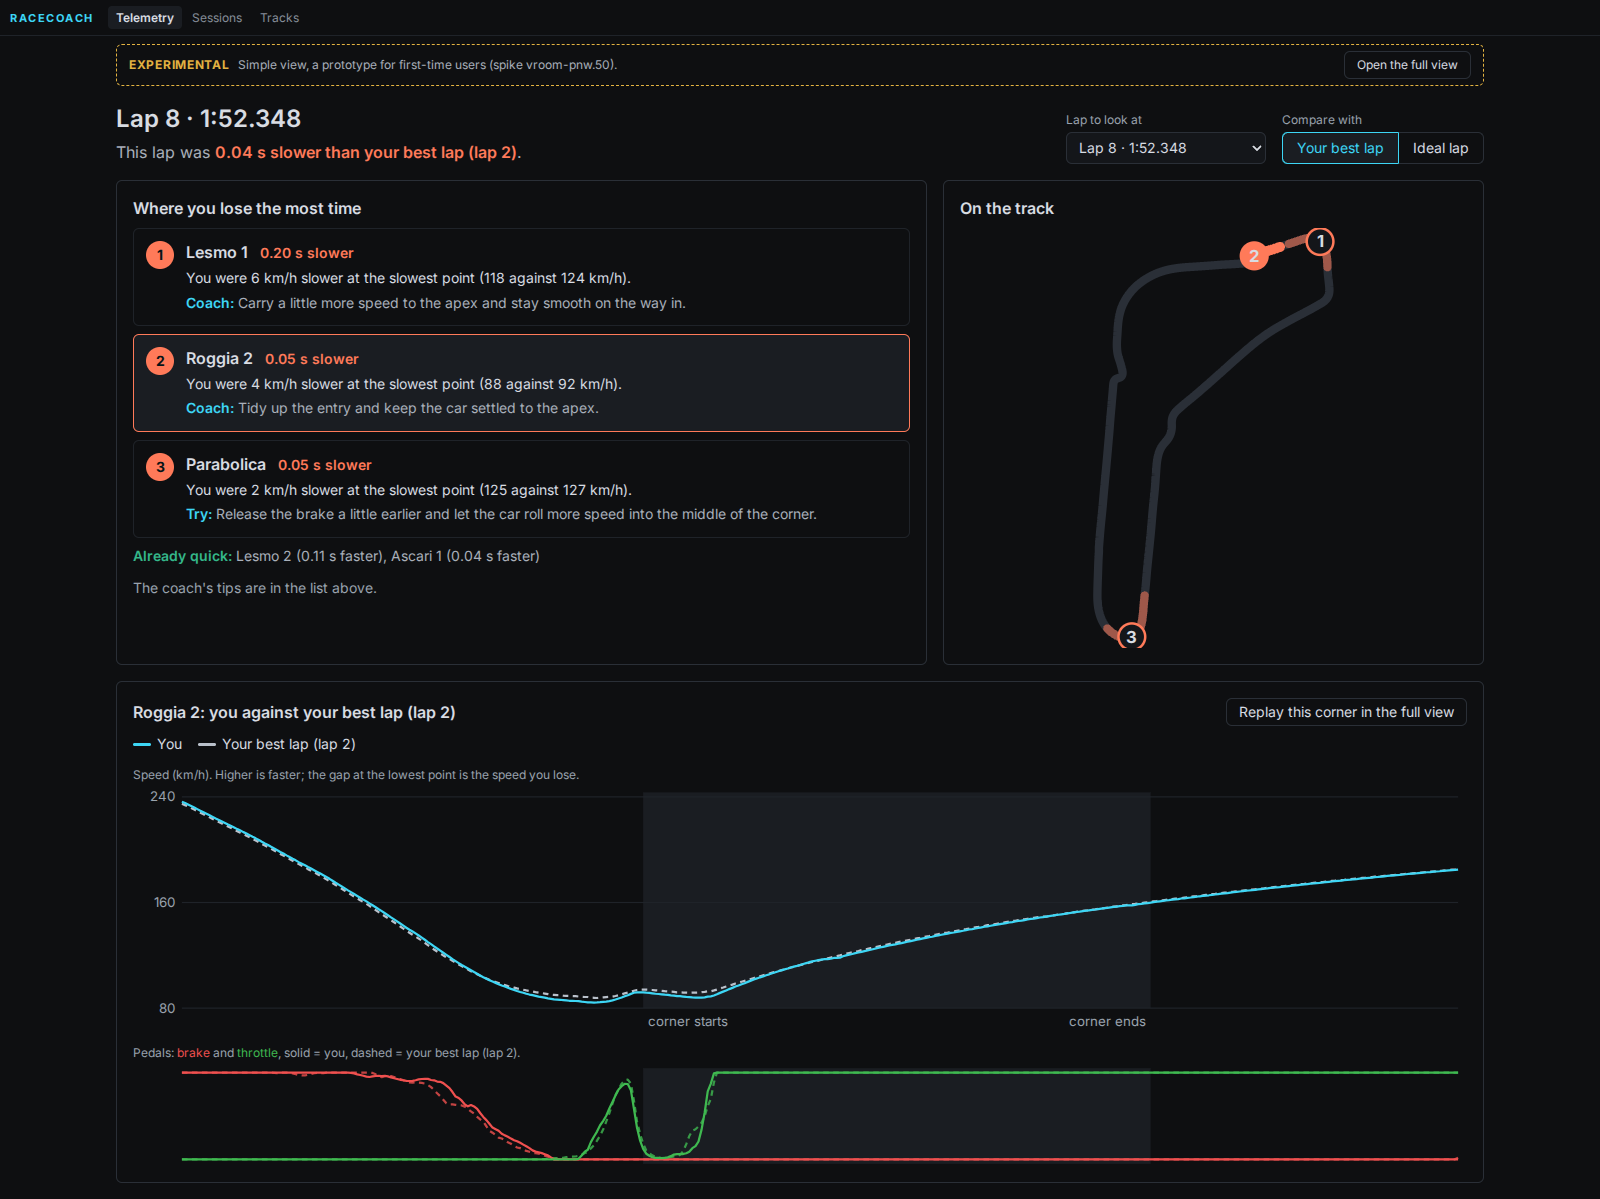 RACECOACH Telemetry Sessions Tracks
EXPERIMENTAL Simple view, a prototype for first-time users (spike vroom-pnw.50). Open the full view
Lap 8 · 1:52.348
This lap was 0.04 s slower than your best lap (lap 2).
Lap to look at
Lap 8 · 1:52.348
Compare with
Your best lap Ideal lap
Where you lose the most time
1 Lesmo 1 0.20 s slower
You were 6 km/h slower at the slowest point (118 against 124 km/h).
Coach: Carry a little more speed to the apex and stay smooth on the way in.
2 Roggia 2 0.05 s slower
You were 4 km/h slower at the slowest point (88 against 92 km/h).
Coach: Tidy up the entry and keep the car settled to the apex.
3 Parabolica 0.05 s slower
You were 2 km/h slower at the slowest point (125 against 127 km/h).
Try: Release the brake a little earlier and let the car roll more speed into the middle of the corner.
Already quick: Lesmo 2 (0.11 s faster), Ascari 1 (0.04 s faster)
The coach's tips are in the list above.
On the track
2 1
3
Roggia 2: you against your best lap (lap 2) Replay this corner in the full view
You Your best lap (lap 2)
Speed (km/h). Higher is faster; the gap at the lowest point is the speed you lose.
240
160
80
corner starts corner ends
Pedals: brake and throttle, solid = you, dashed = your best lap (lap 2).